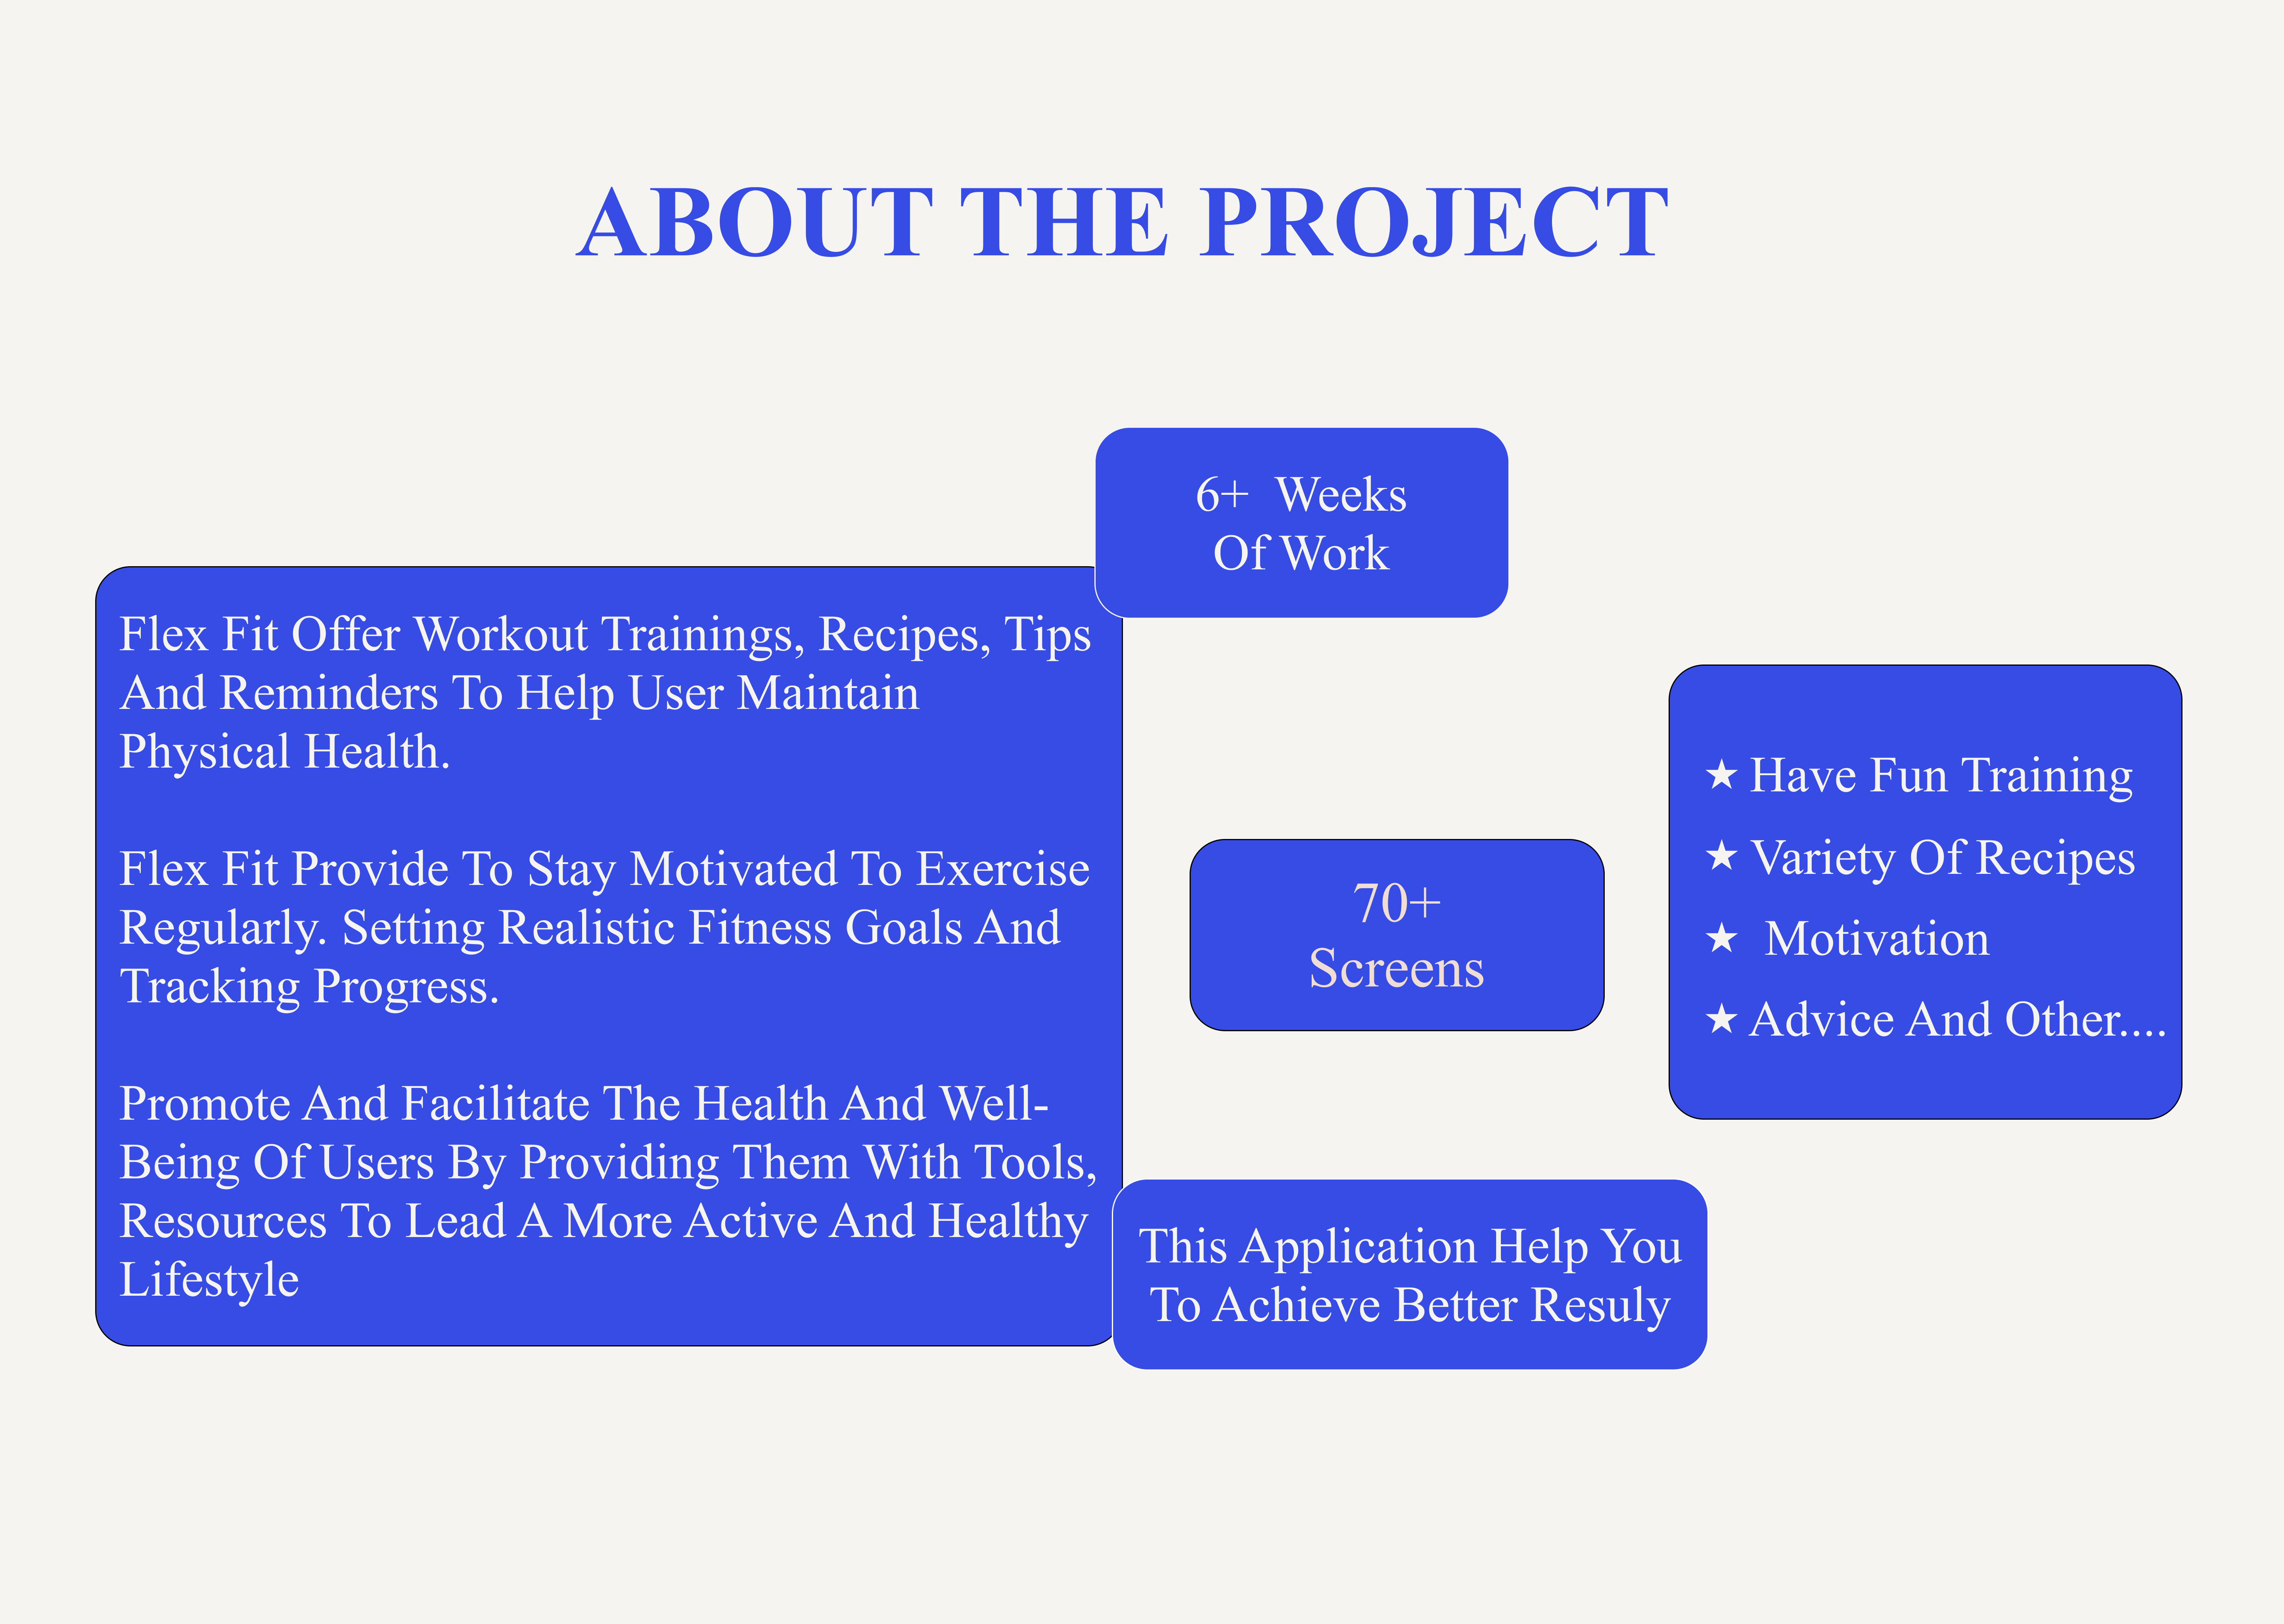 ABOUT THE PROJECT
6+ Weeks
Of Work
Flex Fit Offer Workout Trainings, Recipes, Tips
And Reminders To Help User Maintain
Physical Health.
Flex Fit Provide To Stay Motivated To Exercise
Regularly. Setting Realistic Fitness Goals And
Tracking Progress.
Promote And Facilitate The Health And Well-
Being Of Users By Providing Them With Tools,
Resources To Lead A More Active And Healthy
Lifestyle
70+
Screens
★ Have Fun Training
★ Variety Of Recipes
★ Motivation
★ Advice And Other....
This Application Help You
To Achieve Better Resuly